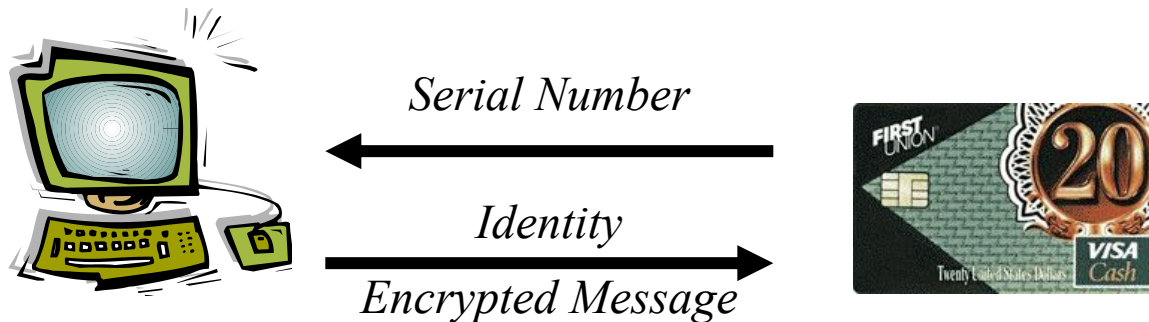 Serial Number
Identity
Encrypted Message
FIRST
UNION
20
VISA
Cash
Twenty United States Dollars